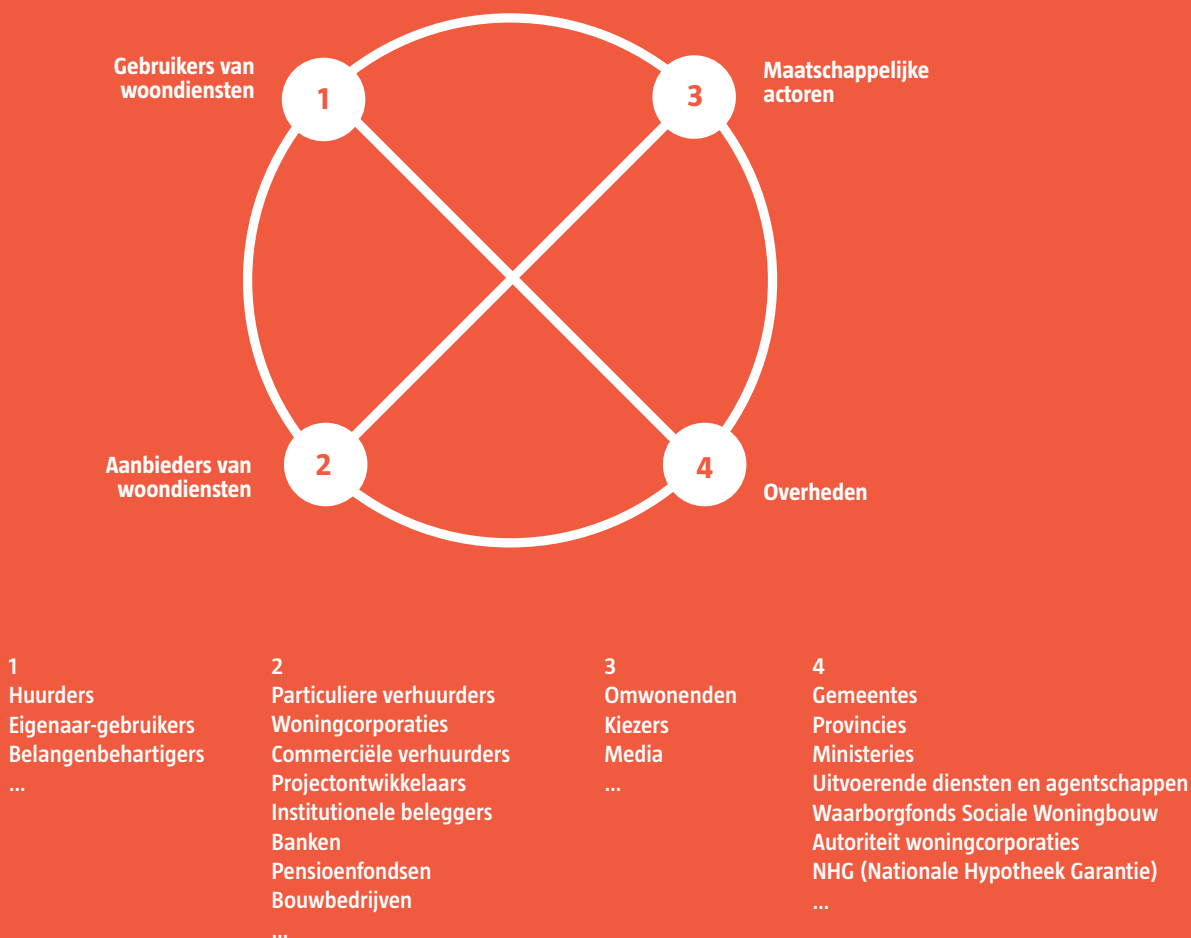 Gebruikers van
woondiensten
1
3
Maatschappelijke
actoren
Aanbieders van
woondiensten
2
4
Overheden
1
Huurders
Eigenaar-gebruikers
Belangenbehartigers
...
2
Particuliere verhuurders
Woningcorporaties
Commerciële verhuurders
Projectontwikkelaars
Institutionele beleggers
Banken
Pensioenfondsen
Bouwbedrijven
...
3
Omwonenden
Kiezers
Media
...
4
Gemeentes
Provincies
Ministeries
Uitvoerende diensten en agentschappen
Waarborgfonds Sociale Woningbouw
Autoriteit woningcorporaties
NHG (Nationale Hypotheek Garantie)
...